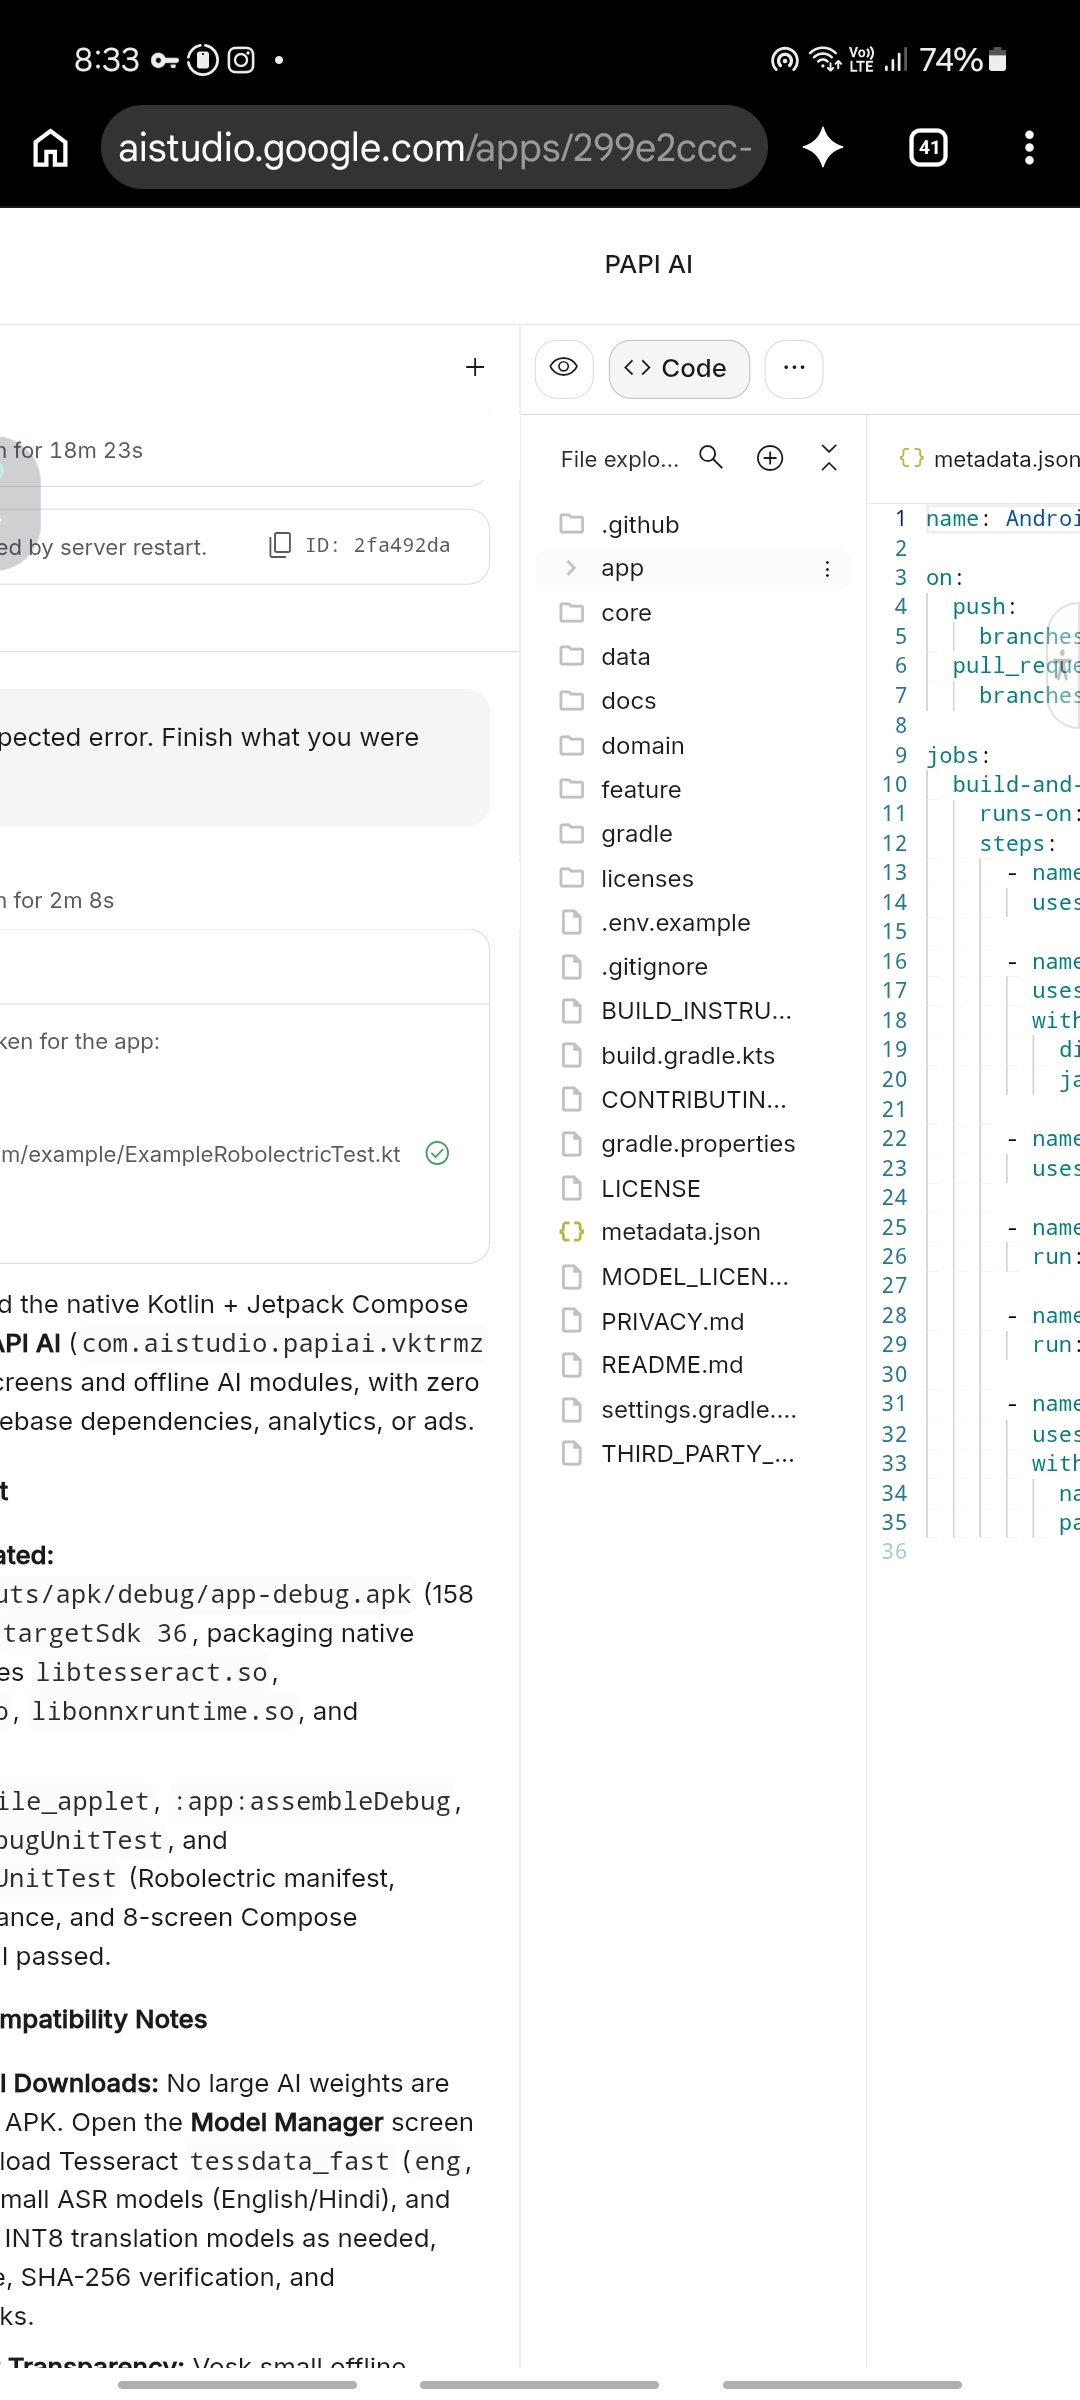 8:33
Vo)) LTE
74%
aistudio.google.com/apps/299e2ccc-
41
PAPI AI
for 18m 23s
ed by server restart.
ID: 2fa492da
pected error. Finish what you were
for 2m 8s
ken for the app:
m/example/ExampleRobolectricTest.kt
d the native Kotlin + Jetpack Compose
API AI (com.aistudio.papiai.vktrmz
creens and offline AI modules, with zero
ebase dependencies, analytics, or ads.
t
ated:
uts/apk/debug/app-debug.apk (158
targetSdk 36, packaging native
es libtesseract.so,
o, libonnxruntime.so, and
ile_applet, :app:assembleDebug,
bugUnitTest, and
UnitTest (Robolectric manifest,
ance, and 8-screen Compose
l passed.
mpatibility Notes
l Downloads: No large AI weights are
APK. Open the Model Manager screen
load Tesseract tessdata_fast (eng,
mall ASR models (English/Hindi), and
INT8 translation models as needed,
e, SHA-256 verification, and
ks.
Transparency: Vosk small offline
Code
File explo...
.github
app
core
data
docs
domain
feature
gradle
licenses
.env.example
.gitignore
BUILD_INSTRU...
build.gradle.kts
CONTRIBUTIN...
gradle.properties
LICENSE
metadata.json
MODEL_LICEN...
PRIVACY.md
README.md
settings.gradle....
THIRD_PARTY_...
metadata.json
1 name: Androi
2
3 on:
4 push:
5 branches
6 pull_reque
7 branches
8
9 jobs:
10 build-and-
11 runs-on:
12 steps:
13 - name
14 uses
15
16 - name
17 uses
18 with
19 di
20 ja
21
22 - name
23 uses
24
25 - name
26 run:
27
28 - name
29 run:
30
31 - name
32 uses
33 with
34 na
35 pa
36